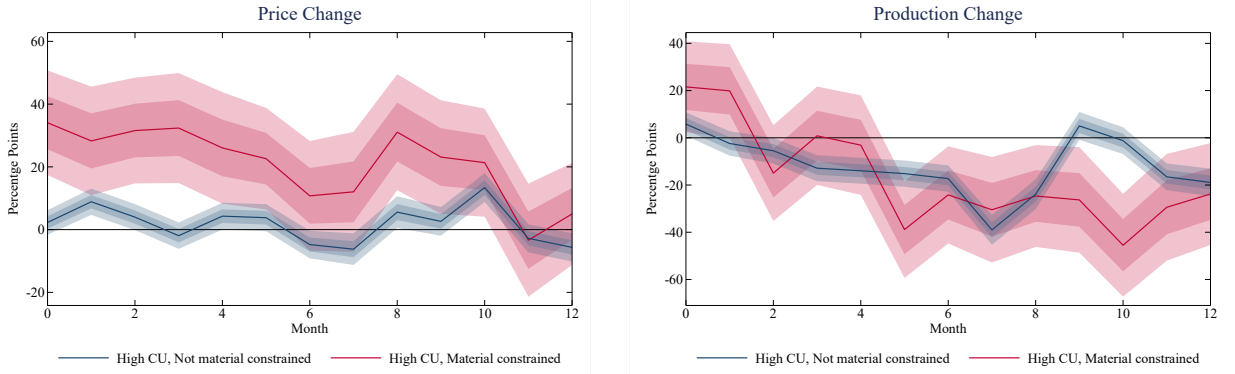 Price Change
60
40
20
0
-20
Percentge Points
0 2 4 6 8 10 12
Month
High CU, Not material constrained High CU, Material constrained
Production Change
40
20
0
-20
-40
-60
Percentge Points
0 2 4 6 8 10 12
Month
High CU, Not material constrained High CU, Material constrained